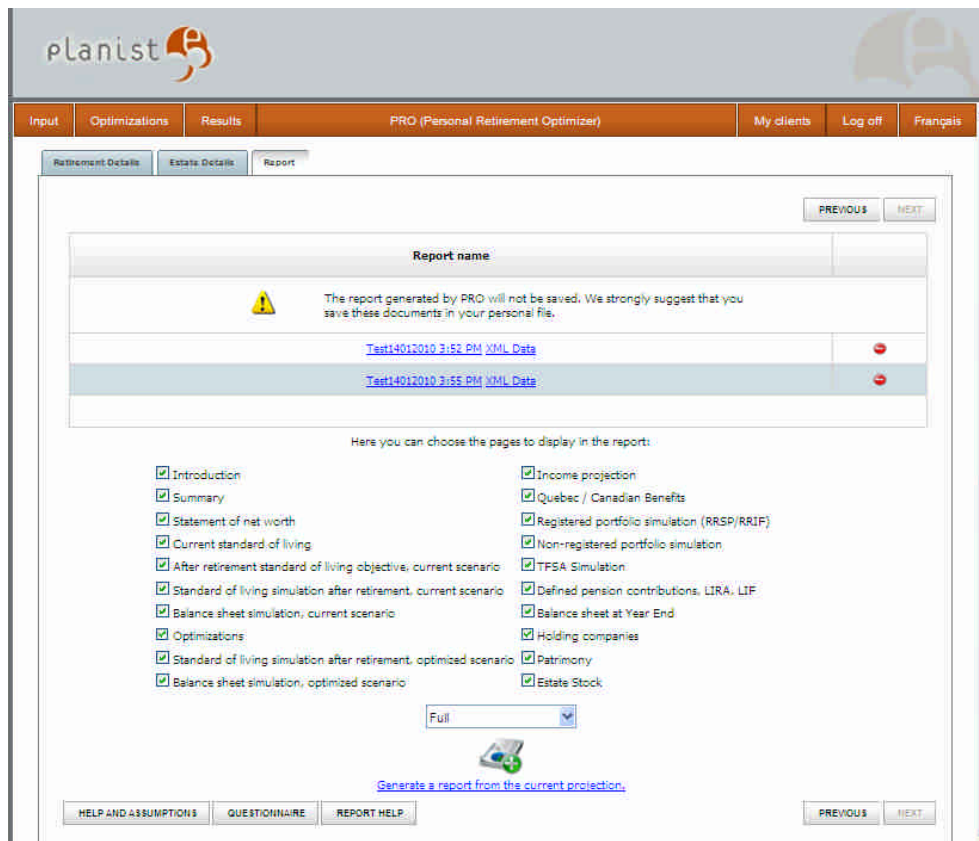 planist
Input Optimizations Results PRO (Personal Retirement Optimizer) My clients Log off Français
Retirement Details Estate Details Report
PREVIOUS NEXT
Report name
The report generated by PRO will not be saved. We strongly suggest that you
save these documents in your personal file.
Test14012010 3:52 PM XML Data
Test14012010 3:55 PM XML Data
Here you can choose the pages to display in the report:
Introduction Income projection
Summary Quebec / Canadian Benefits
Statement of net worth Registered portfolio simulation (RRSP/RRIF)
Current standard of living Non-registered portfolio simulation
After retirement standard of living objective, current scenario TFSA Simulation
Standard of living simulation after retirement, current scenario Defined pension contributions, LIRA, LIF
Balance sheet simulation, current scenario Balance sheet at Year End
Optimizations Holding companies
Standard of living simulation after retirement, optimized scenario Patrimony
Balance sheet simulation, optimized scenario Estate Stock
Full
Generate a report from the current projection.
HELP AND ASSUMPTIONS QUESTIONNAIRE REPORT HELP PREVIOUS NEXT